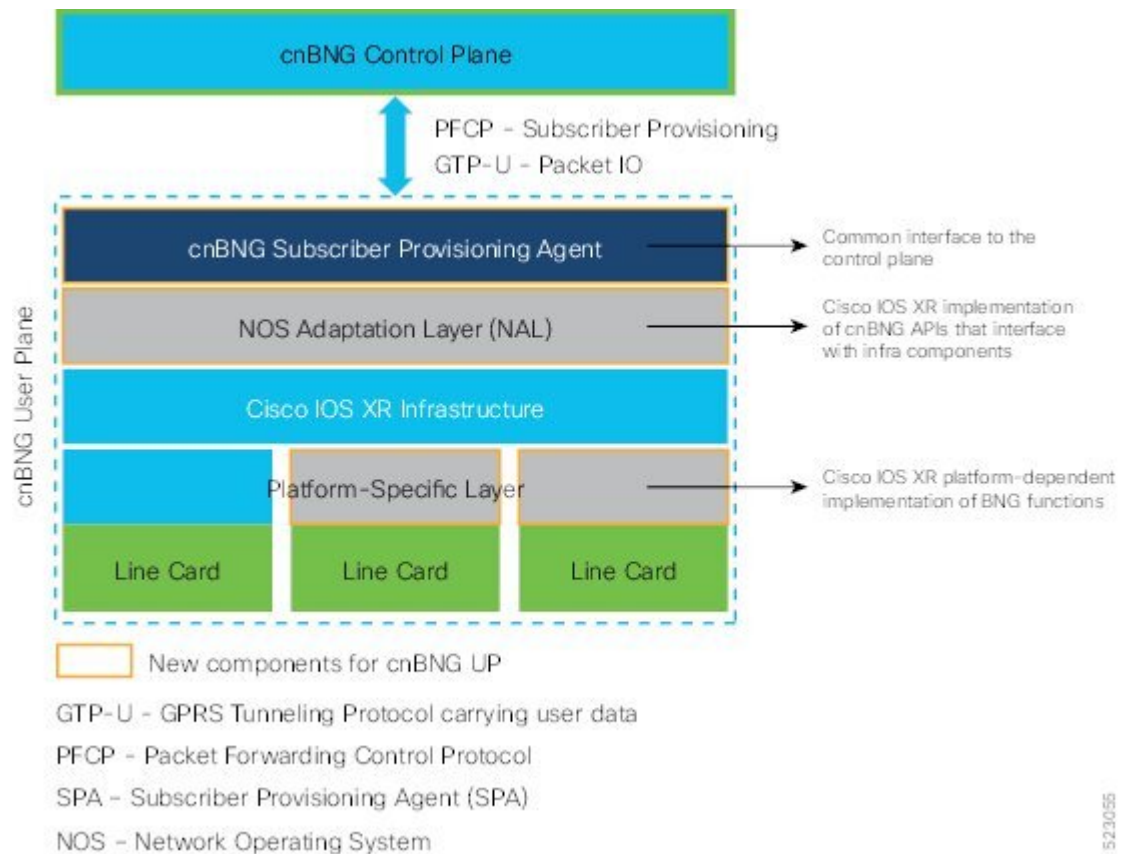 cnBNG Control Plane
PFCP - Subscriber Provisioning
GTP-U - Packet IO
cnBNG User Plane
cnBNG Subscriber Provisioning Agent
Common interface to the
control plane
NOS Adaptation Layer (NAL)
Cisco IOS XR implementation
of cnBNG APIs that interface
with infra components
Cisco IOS XR Infrastructure
Platform-Specific Layer
Cisco IOS XR platform-dependent
implementation of BNG functions
Line Card
Line Card
Line Card
New components for cnBNG UP
GTP-U - GPRS Tunneling Protocol carrying user data
PFCP - Packet Forwarding Control Protocol
SPA - Subscriber Provisioning Agent (SPA)
NOS - Network Operating System
523055